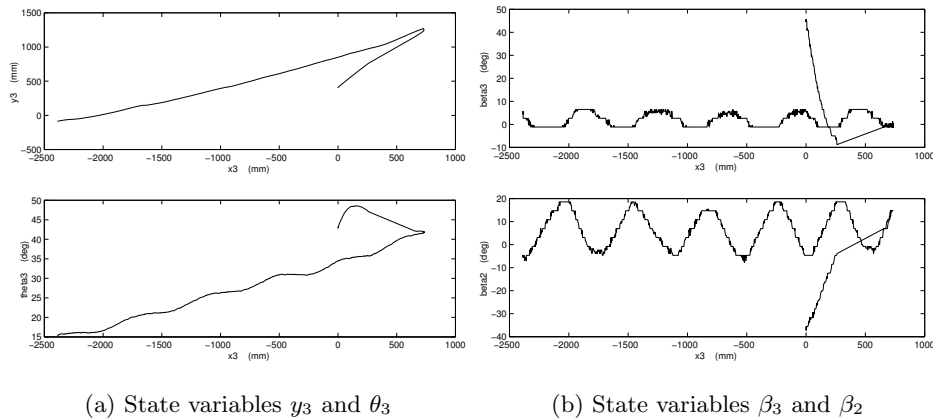 1500
1000
500
0
−500
−2500 −2000 −1500 −1000 −500 0 500 1000
x3 (mm)
y3 (mm)
50
45
40
35
30
25
20
15
−2500 −2000 −1500 −1000 −500 0 500 1000
x3 (mm)
theta3 (deg)
50
40
30
20
10
0
−10
−2500 −2000 −1500 −1000 −500 0 500 1000
x3 (mm)
beta3 (deg)
20
10
0
−10
−20
−30
−40
−2500 −2000 −1500 −1000 −500 0 500 1000
x3 (mm)
beta2 (deg)
(a) State variables y₃ and θ₃
(b) State variables β₃ and β₂